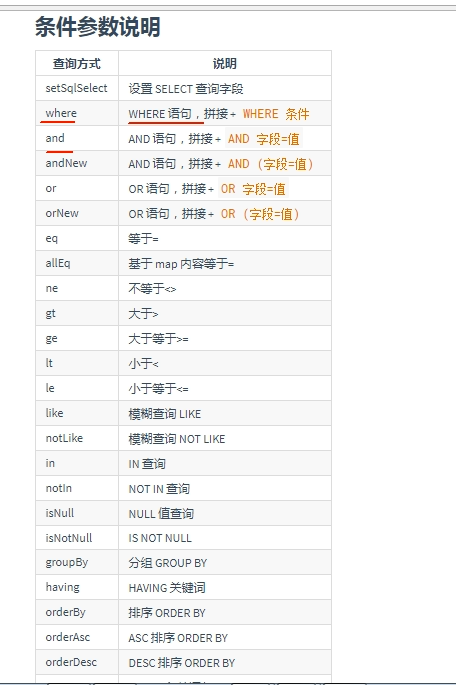 条件参数说明
查询方式 说明
setSqlSelect 设置 SELECT 查询字段
where WHERE 语句，拼接 + WHERE 条件
and AND 语句，拼接 + AND 字段=值
andNew AND 语句，拼接 + AND (字段=值)
or OR 语句，拼接 + OR 字段=值
orNew OR 语句，拼接 + OR (字段=值)
eq 等于=
allEq 基于 map 内容等于=
ne 不等于<>
gt 大于>
ge 大于等于>=
lt 小于<
le 小于等于<=
like 模糊查询 LIKE
notLike 模糊查询 NOT LIKE
in IN 查询
notIn NOT IN 查询
isNull NULL 值查询
isNotNull IS NOT NULL
groupBy 分组 GROUP BY
having HAVING 关键词
orderBy 排序 ORDER BY
orderAsc ASC 排序 ORDER BY
orderDesc DESC 排序 ORDER BY